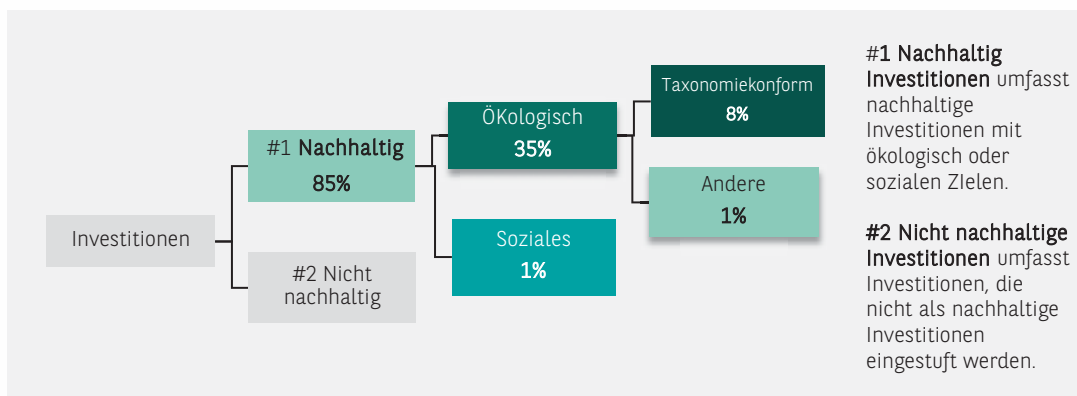 Investitionen
#1 Nachhaltig
85%
#2 Nicht
nachhaltig
ÖKologisch
35%
Soziales
1%
Taxonomiekonform
8%
Andere
1%
#1 Nachhaltig
Investitionen umfasst
nachhaltige
Investitionen mit
ökologisch oder
sozialen ZIelen.
#2 Nicht nachhaltige
Investitionen umfasst
Investitionen, die
nicht als nachhaltige
Investitionen
eingestuft werden.